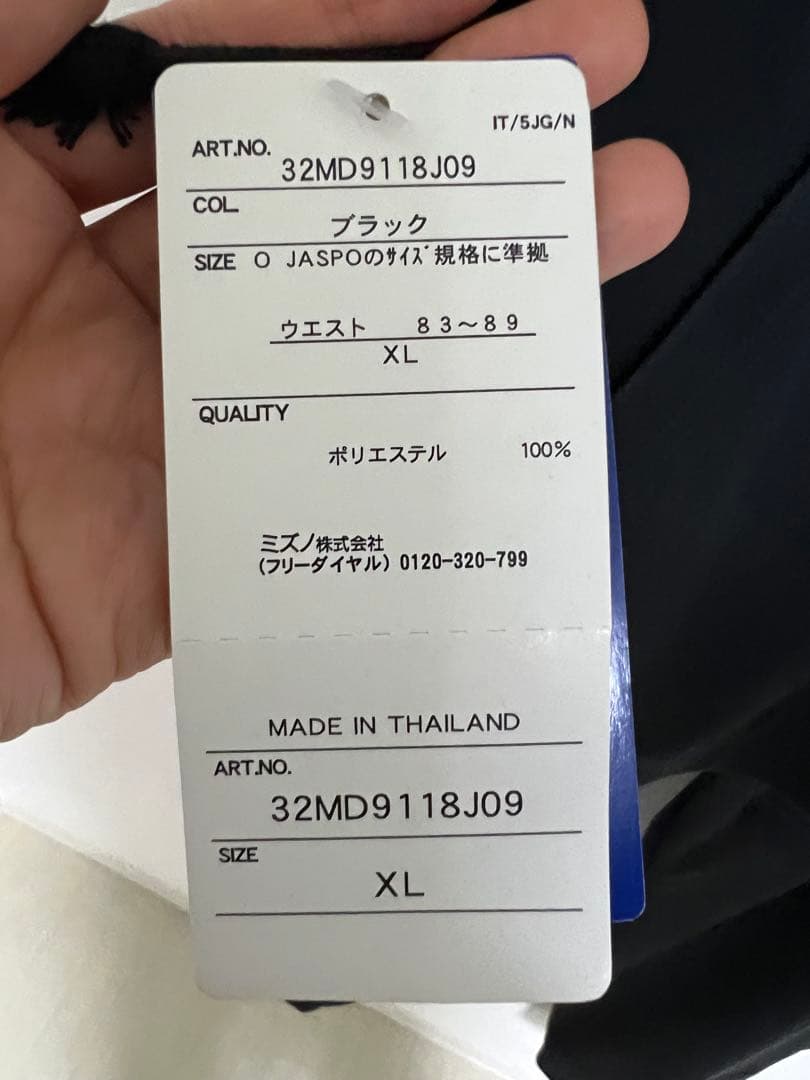 IT/5JG/N
ART.NO.
32MD9118J09
COL.
ブラック
SIZE O JASPOのｻｲｽﾞ規格に準拠
ウエスト 83～89
XL
QUALITY
ポリエステル 100%
ミズノ株式会社
(フリーダイヤル) 0120-320-799
MADE IN THAILAND
ART.NO.
32MD9118J09
SIZE
XL